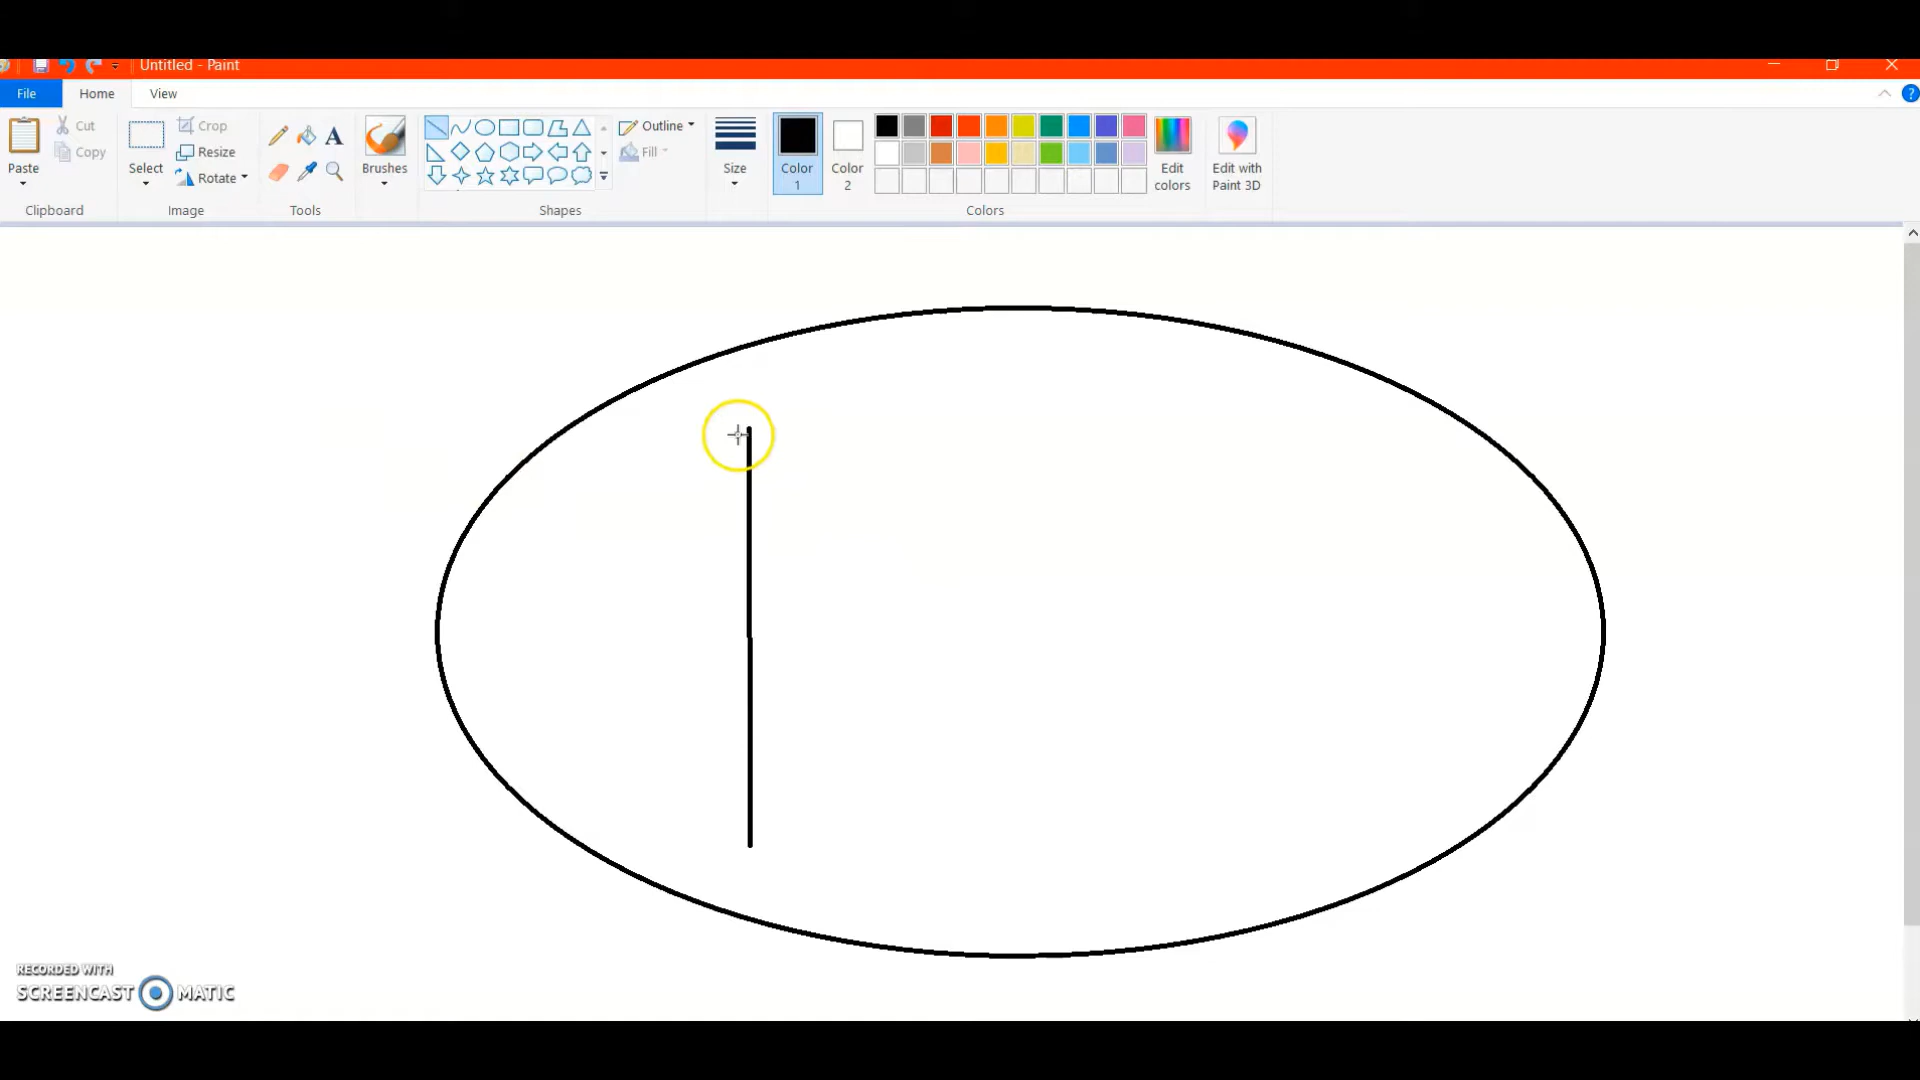 Untitled - Paint
File Home View
Paste
Cut
Copy
Clipboard
Select
Crop
Resize
Rotate
Image
A
Tools
Brushes
Shapes
Outline
Fill
Size
Color 1
Color 2
Colors
Edit colors
Edit with Paint 3D
?
RECORDED WITH
SCREENCAST MATIC